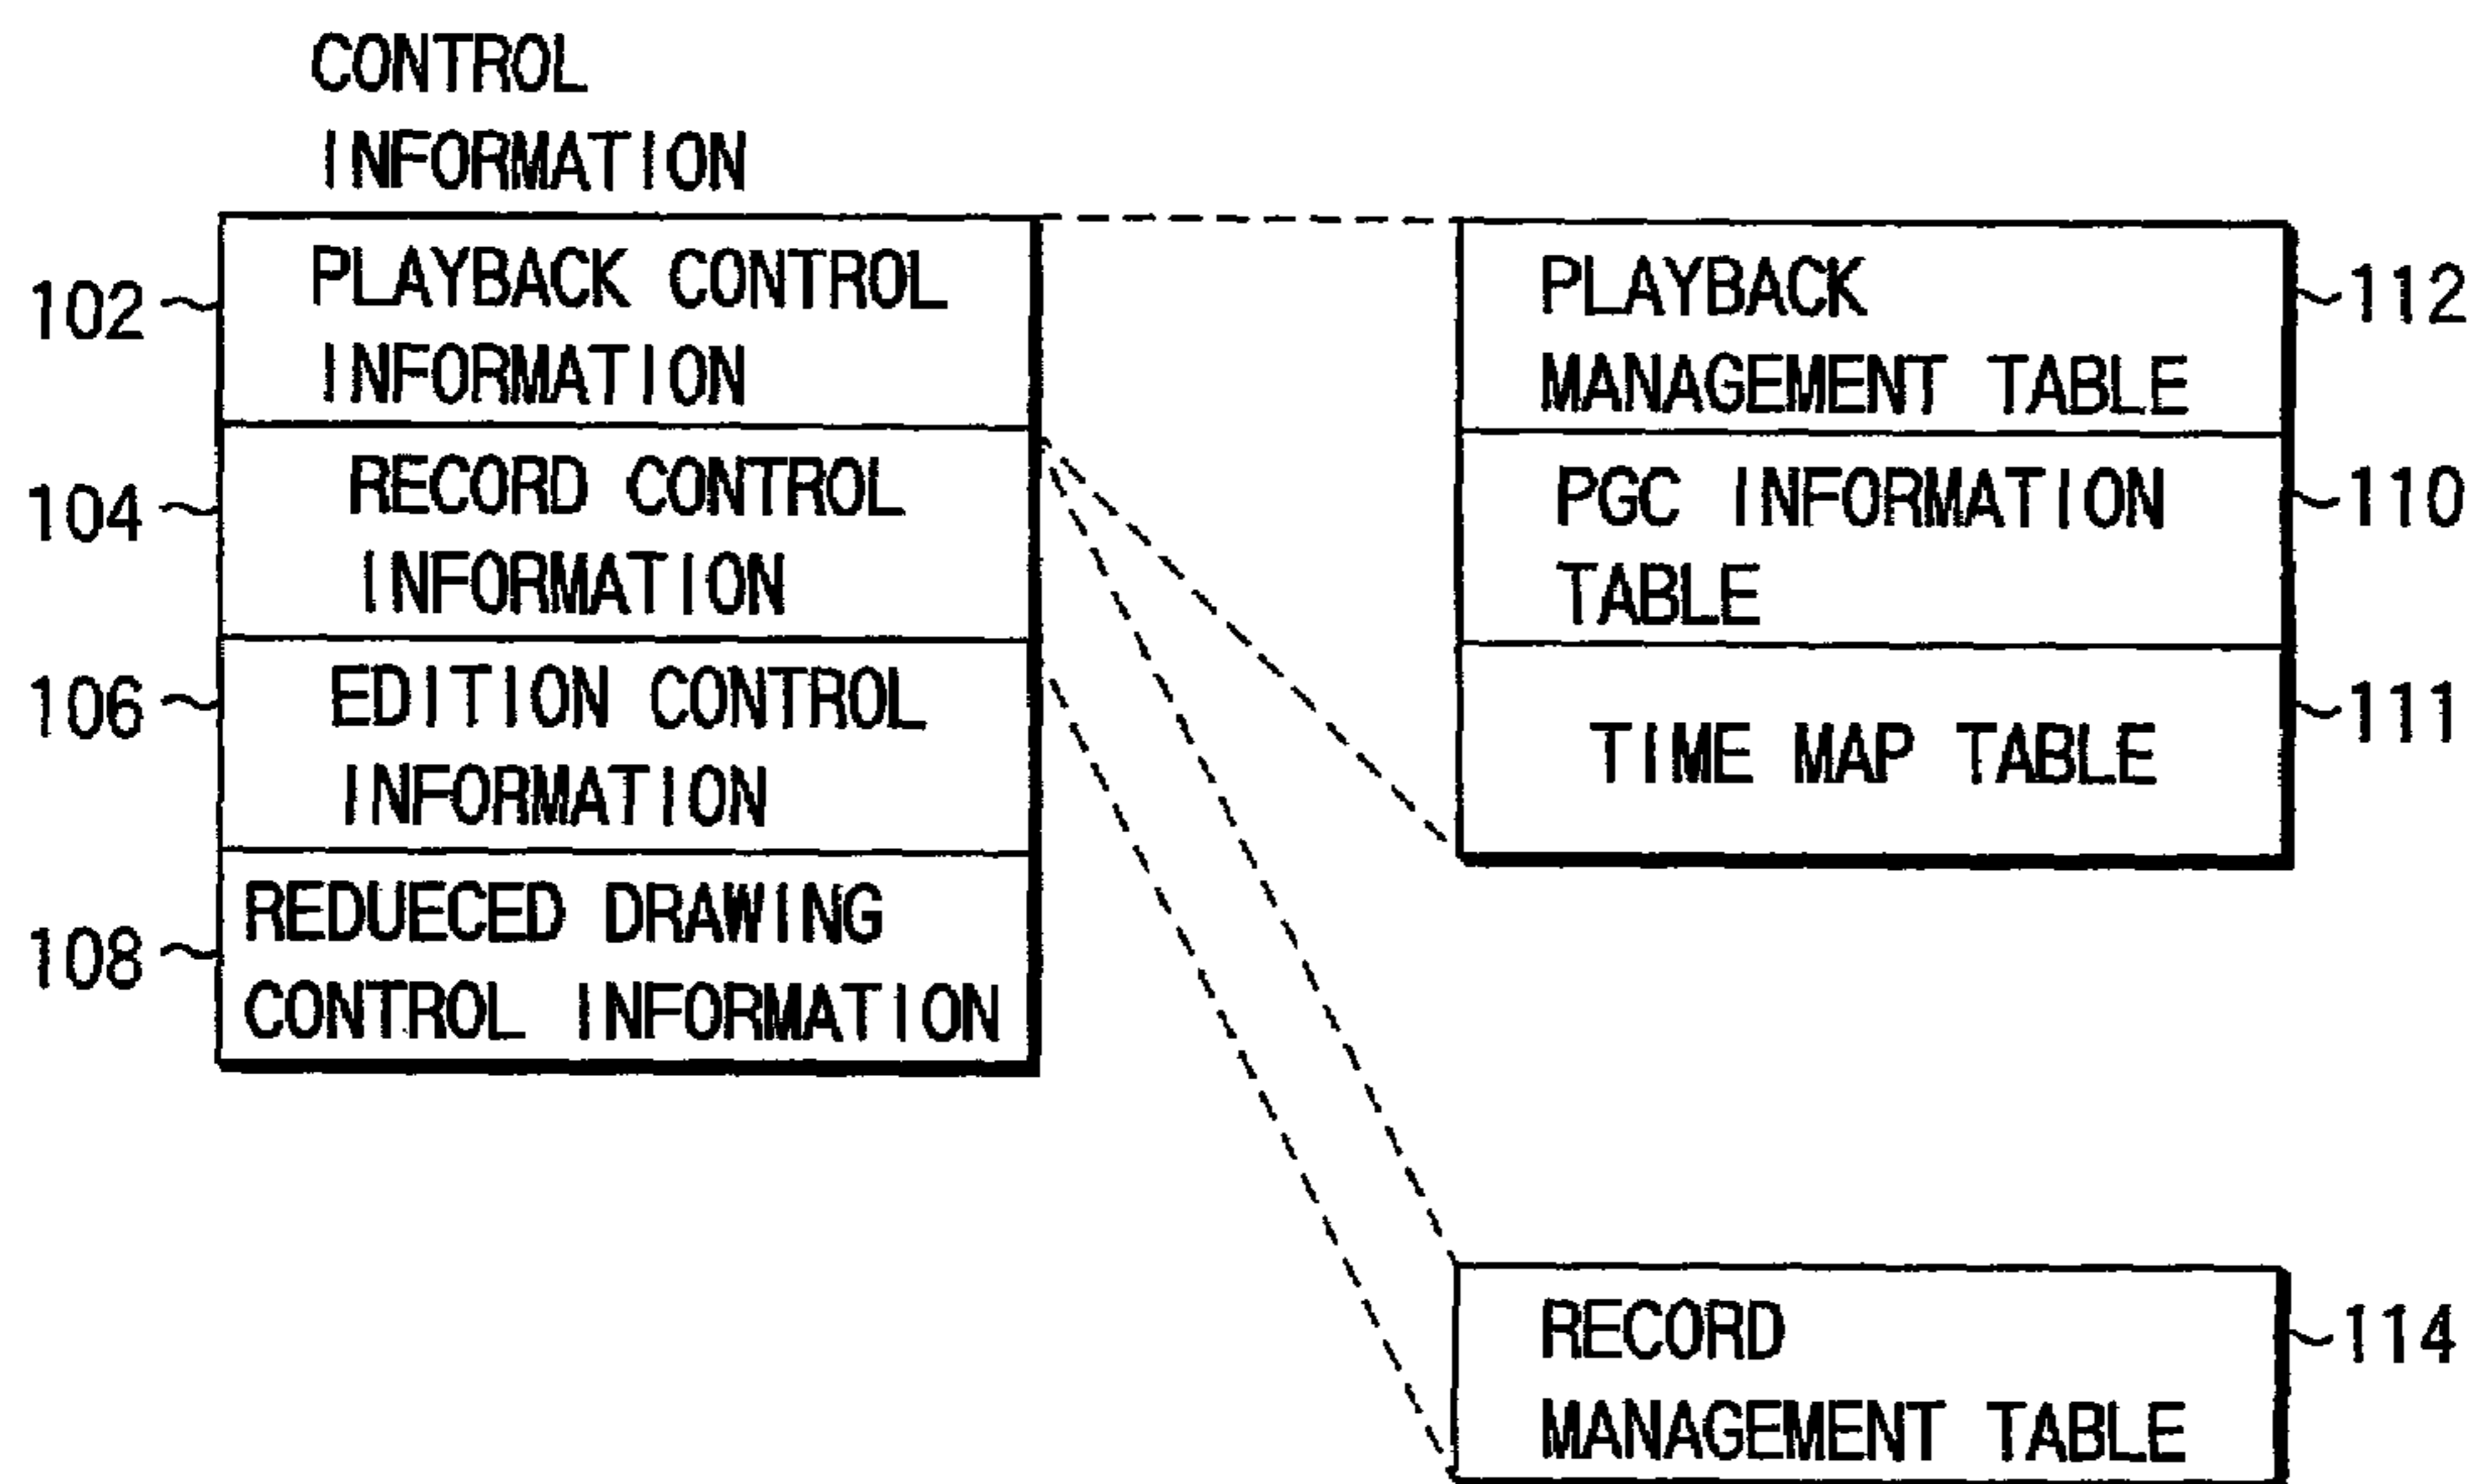 CONTROL
INFORMATION
102
PLAYBACK CONTROL
INFORMATION
104
RECORD CONTROL
INFORMATION
106
EDITION CONTROL
INFORMATION
108
REDUECED DRAWING
CONTROL INFORMATION
PLAYBACK
MANAGEMENT TABLE
112
PGC INFORMATION
TABLE
110
TIME MAP TABLE
111
RECORD
MANAGEMENT TABLE
114